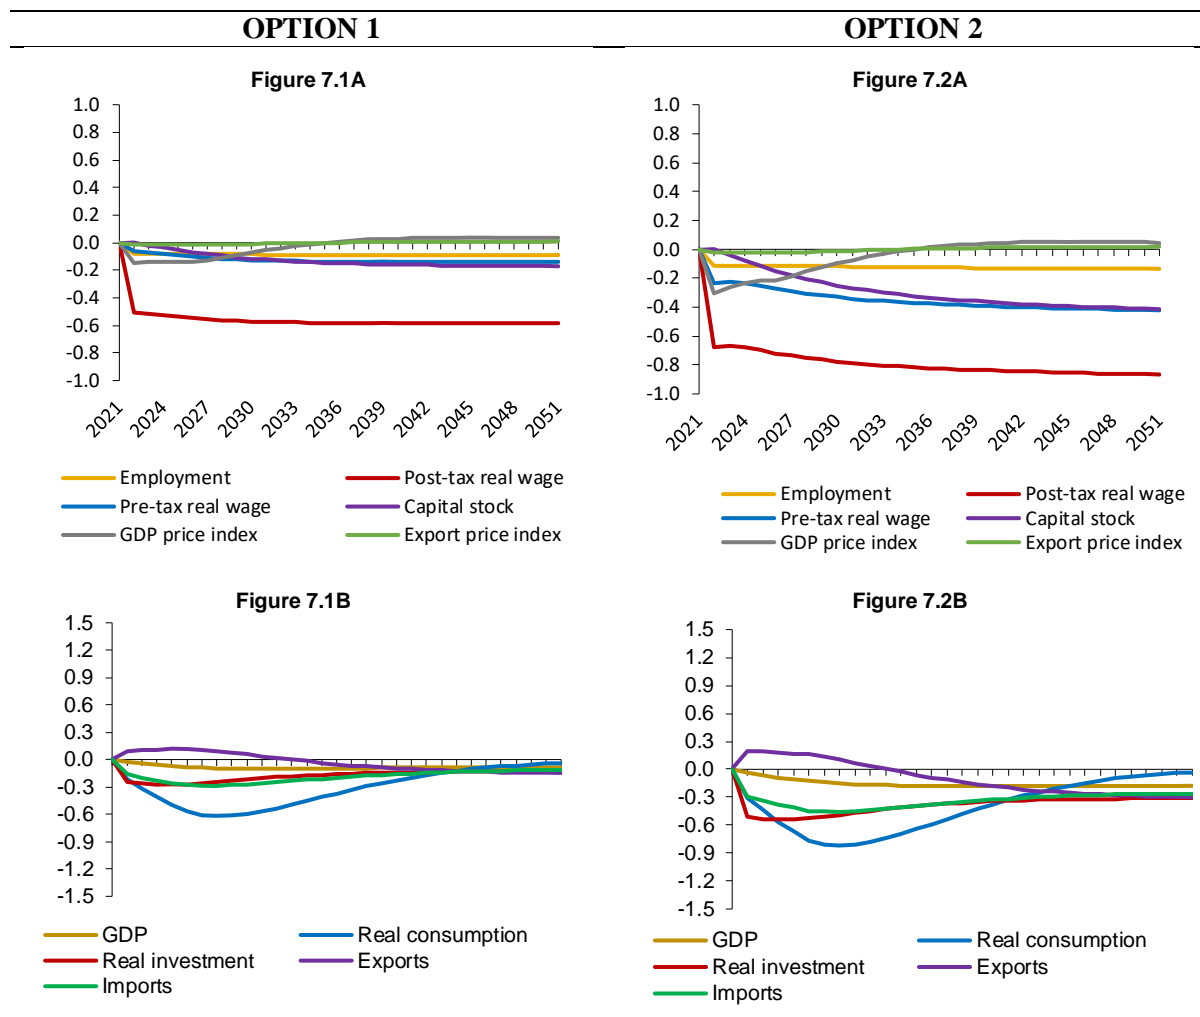 OPTION 1 OPTION 2
Figure 7.1A
1.0
0.8
0.6
0.4
0.2
0.0
-0.2
-0.4
-0.6
-0.8
-1.0
2021 2024 2027 2030 2033 2036 2039 2042 2045 2048 2051
Employment Post-tax real wage
Pre-tax real wage Capital stock
GDP price index Export price index
Figure 7.2A
1.0
0.8
0.6
0.4
0.2
0.0
-0.2
-0.4
-0.6
-0.8
-1.0
2021 2024 2027 2030 2033 2036 2039 2042 2045 2048 2051
Employment Post-tax real wage
Pre-tax real wage Capital stock
GDP price index Export price index
Figure 7.1B
1.5
1.2
0.9
0.6
0.3
0.0
-0.3
-0.6
-0.9
-1.2
-1.5
GDP Real consumption
Real investment Exports
Imports
Figure 7.2B
1.5
1.2
0.9
0.6
0.3
0.0
-0.3
-0.6
-0.9
-1.2
-1.5
GDP Real consumption
Real investment Exports
Imports